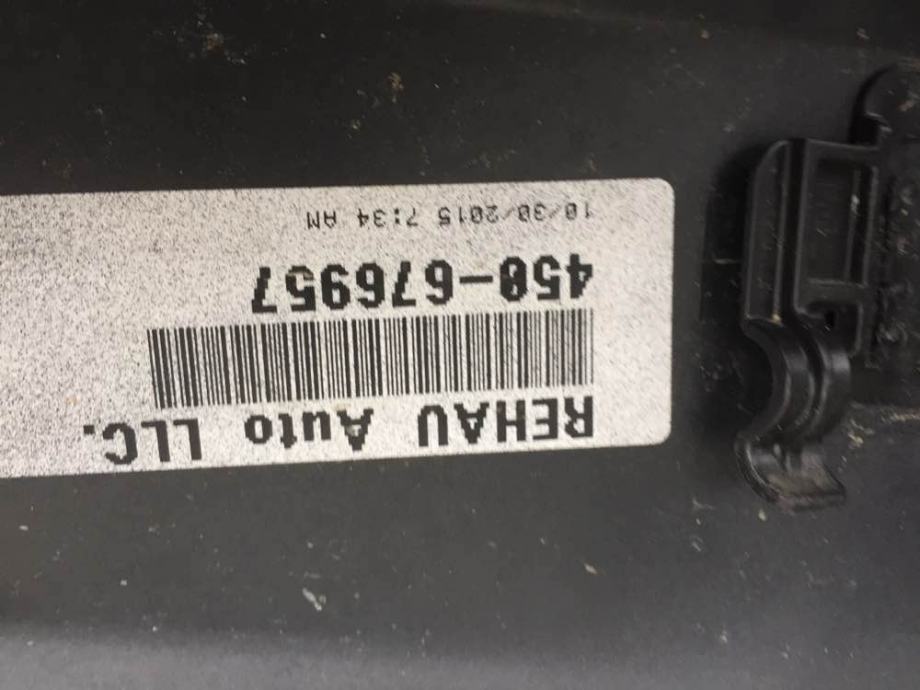 REHAU Auto LLC.
450-676957
10/30/2015 7:34 AM